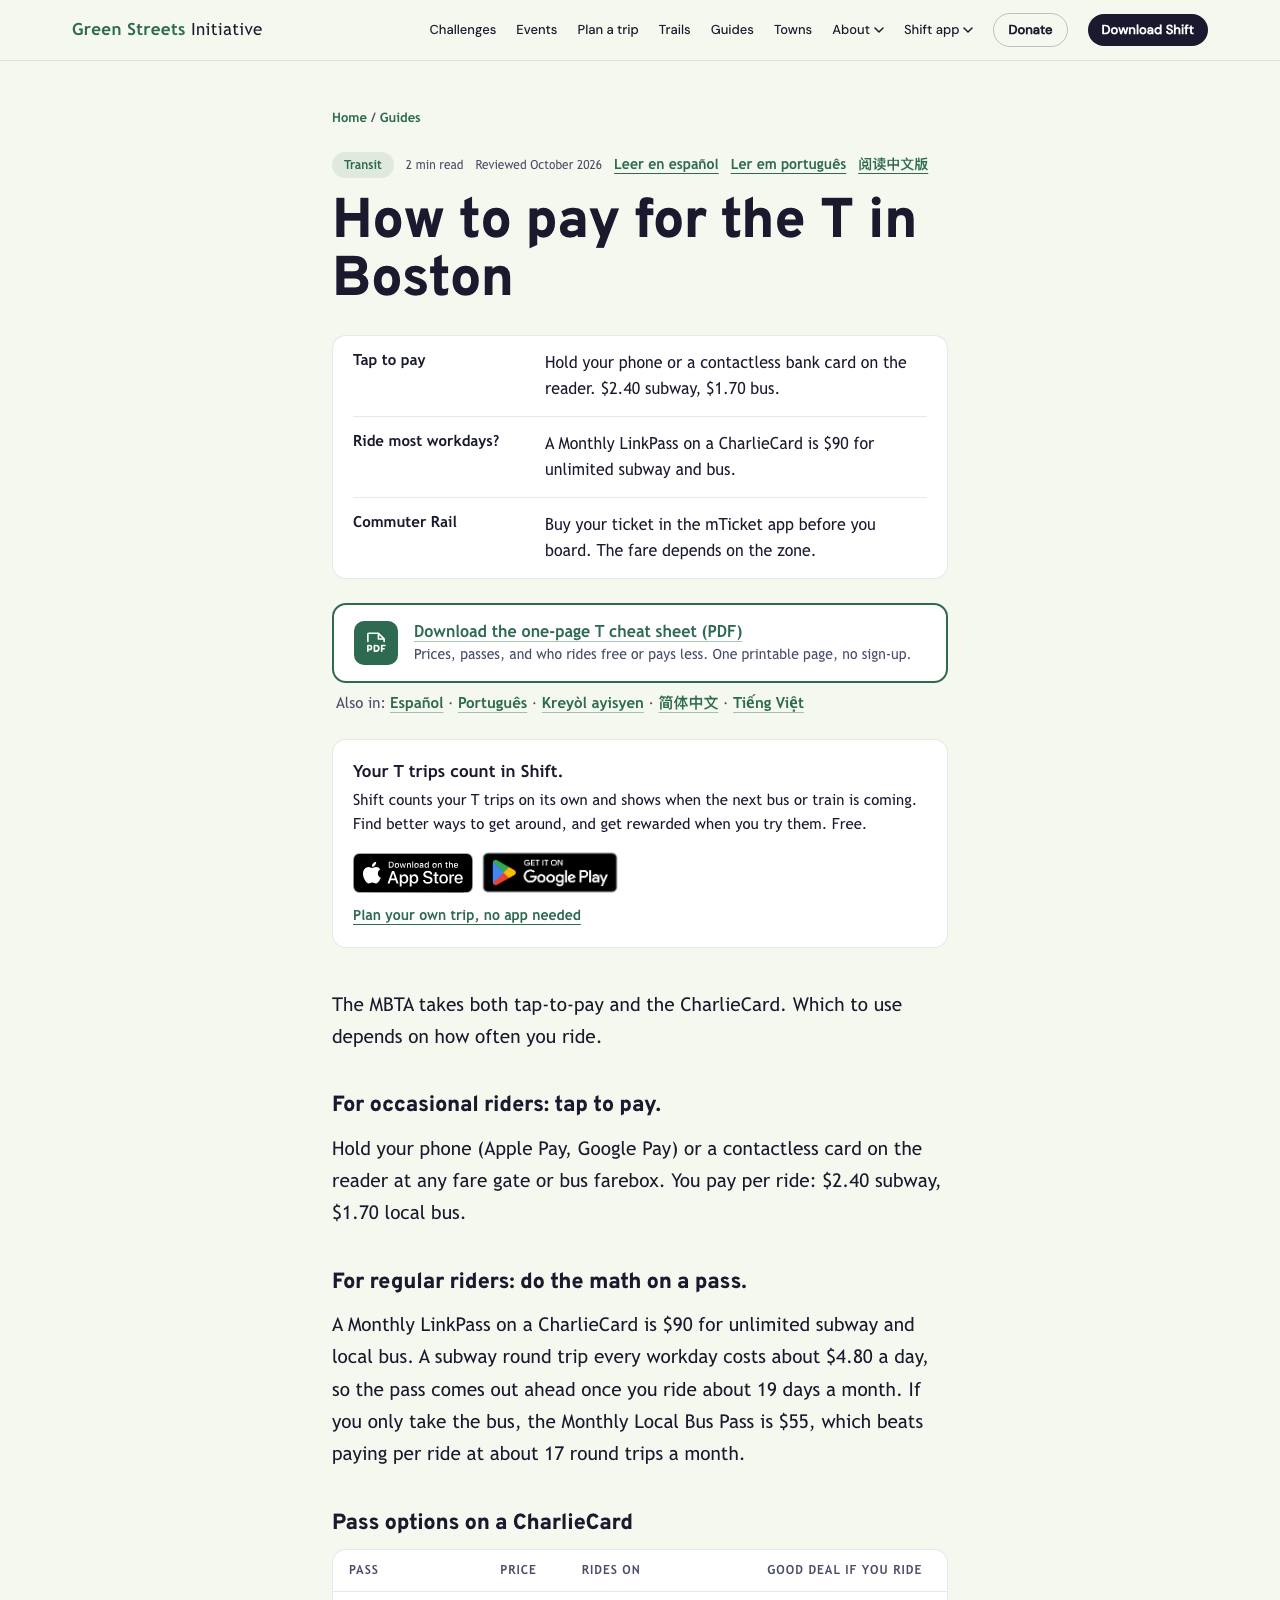 Green Streets Initiative
Challenges Events Plan a trip Trails Guides Towns About Shift app Donate Download Shift
Home / Guides
Transit 2 min read Reviewed October 2026 Leer en español Ler em português 阅读中文版
How to pay for the T in
Boston
Tap to pay
Hold your phone or a contactless bank card on the
reader. $2.40 subway, $1.70 bus.
Ride most workdays?
A Monthly LinkPass on a CharlieCard is $90 for
unlimited subway and bus.
Commuter Rail
Buy your ticket in the mTicket app before you
board. The fare depends on the zone.
PDF
Download the one-page T cheat sheet (PDF)
Prices, passes, and who rides free or pays less. One printable page, no sign-up.
Also in: Español · Português · Kreyòl ayisyen · 简体中文 · Tiếng Việt
Your T trips count in Shift.
Shift counts your T trips on its own and shows when the next bus or train is coming.
Find better ways to get around, and get rewarded when you try them. Free.
Download on the
App Store
GET IT ON
Google Play
Plan your own trip, no app needed
The MBTA takes both tap-to-pay and the CharlieCard. Which to use
depends on how often you ride.
For occasional riders: tap to pay.
Hold your phone (Apple Pay, Google Pay) or a contactless card on the
reader at any fare gate or bus farebox. You pay per ride: $2.40 subway,
$1.70 local bus.
For regular riders: do the math on a pass.
A Monthly LinkPass on a CharlieCard is $90 for unlimited subway and
local bus. A subway round trip every workday costs about $4.80 a day,
so the pass comes out ahead once you ride about 19 days a month. If
you only take the bus, the Monthly Local Bus Pass is $55, which beats
paying per ride at about 17 round trips a month.
Pass options on a CharlieCard
PASS PRICE RIDES ON GOOD DEAL IF YOU RIDE